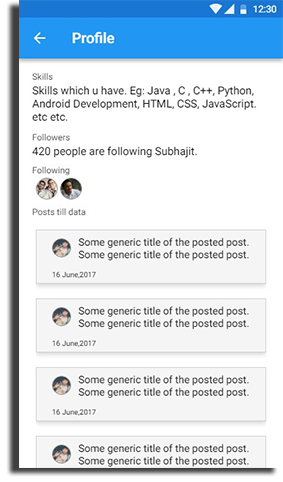 12:30
Profile
Skills
Skills which u have. Eg: Java , C , C++, Python,
Android Development, HTML, CSS, JavaScript.
etc etc.
Followers
420 people are following Subhajit.
Following
Posts till data
Some generic title of the posted post.
Some generic title of the posted post.
16 June,2017
Some generic title of the posted post.
Some generic title of the posted post.
16 June,2017
Some generic title of the posted post.
Some generic title of the posted post.
16 June,2017
Some generic title of the posted post.
Some generic title of the posted post.